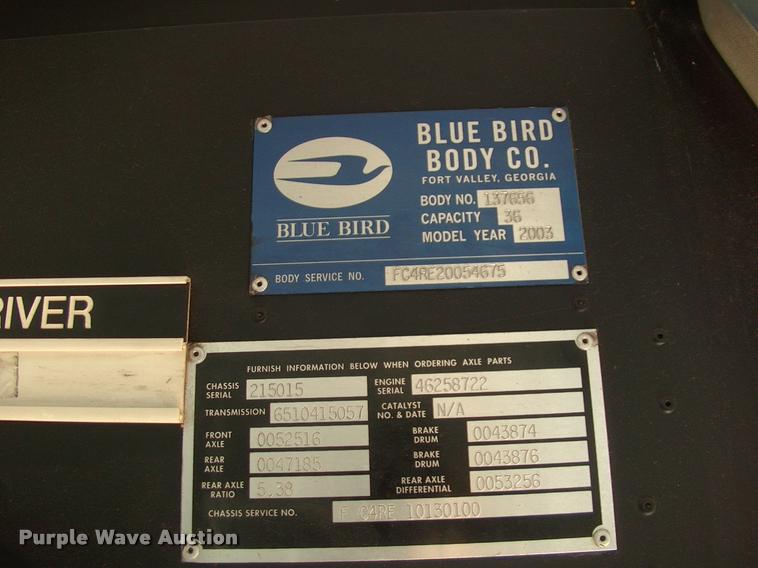 BLUE BIRD
BODY CO.
FORT VALLEY, GEORGIA
BODY NO. 137656
CAPACITY 36
MODEL YEAR 2003
BLUE BIRD
BODY SERVICE NO. FC4RE20054675
RIVER
FURNISH INFORMATION BELOW WHEN ORDERING AXLE PARTS
CHASSIS SERIAL 215015 ENGINE SERIAL 46258722
TRANSMISSION 6510415057 CATALYST NO. & DATE N/A
FRONT AXLE 0052516 BRAKE DRUM 0043874
REAR AXLE 0047185 BRAKE DRUM 0043876
REAR AXLE RATIO 5.38 REAR AXLE DIFFERENTIAL 0053256
CHASSIS SERVICE NO. F C4RE 10130100
Purple Wave Auction